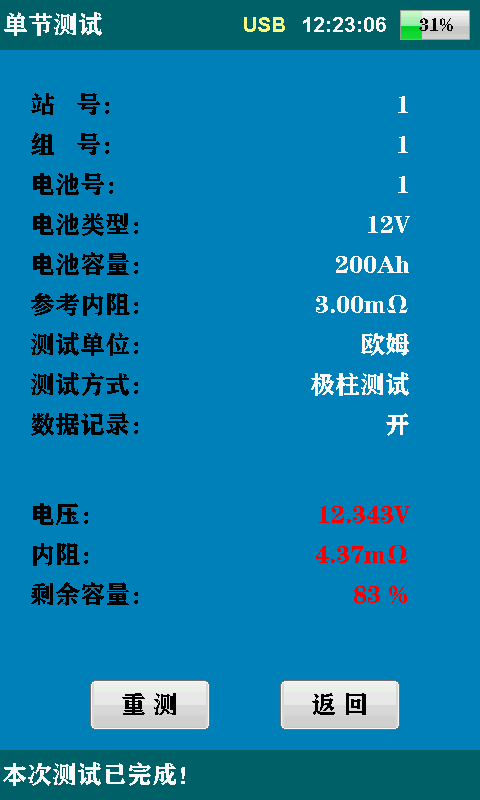 单节测试 USB 12:23:06 31%
站 号: 1
组 号: 1
电池号: 1
电池类型: 12V
电池容量: 200Ah
参考内阻: 3.00mΩ
测试单位: 欧姆
测试方式: 极柱测试
数据记录: 开
电压: 12.343V
内阻: 4.37mΩ
剩余容量: 83 %
重 测 返 回
本次测试已完成!